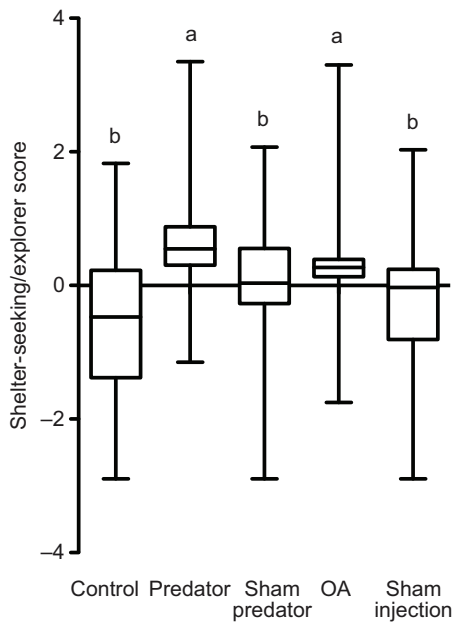 Shelter-seeking/explorer score
4
2
0
–2
–4
b
a
b
a
b
Control
Predator
Sham
predator
OA
Sham
injection